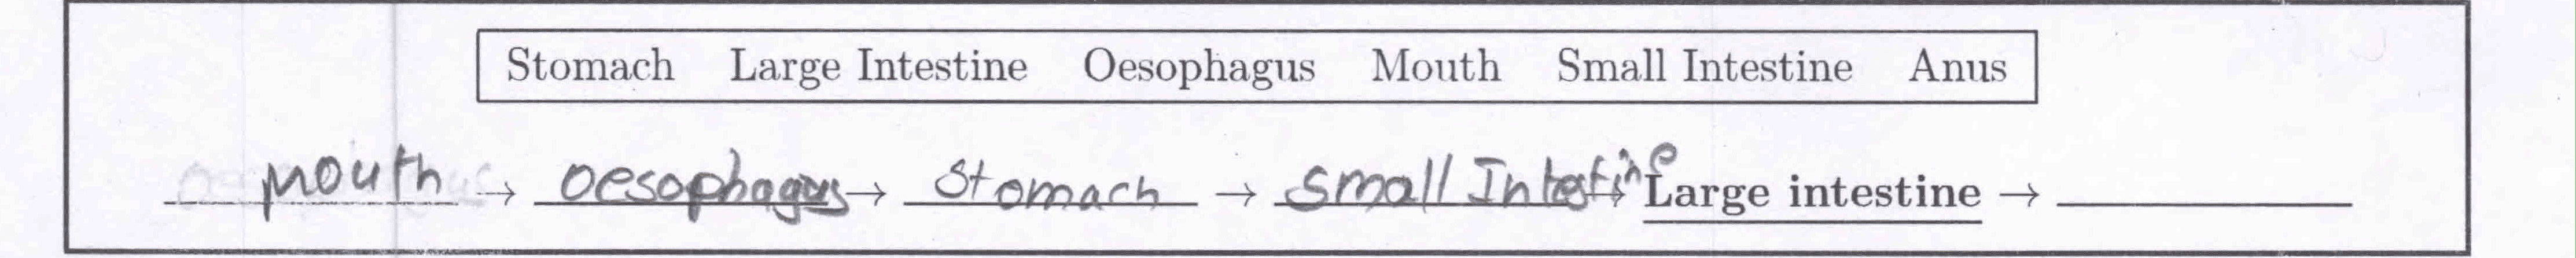 Stomach Large Intestine Oesophagus Mouth Small Intestine Anus
mouth → oesophagus → Stomach → Small Intestine → Large intestine →